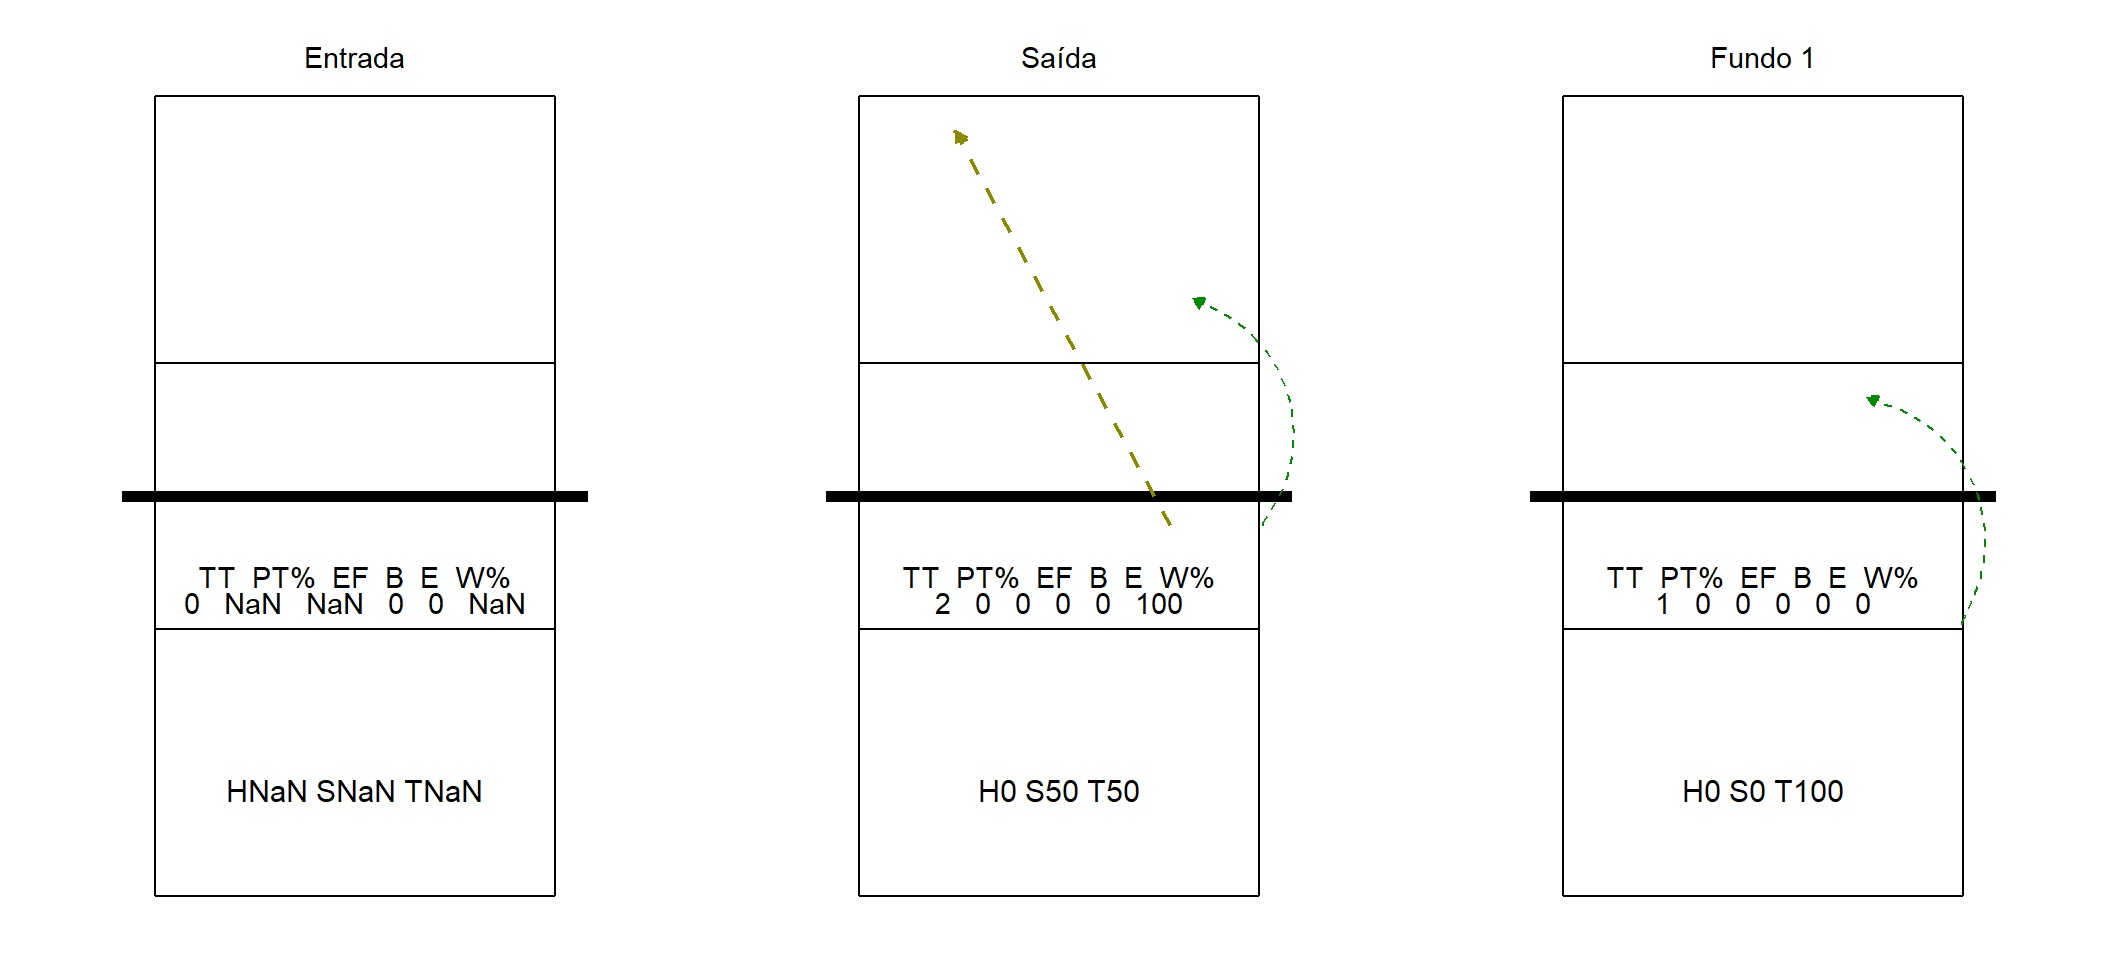 Entrada
TT PT% EF B E W%
0 NaN NaN 0 0 NaN
HNaN SNaN TNaN
Saída
TT PT% EF B E W%
2 0 0 0 0 100
H0 S50 T50
Fundo 1
TT PT% EF B E W%
1 0 0 0 0 0
H0 S0 T100